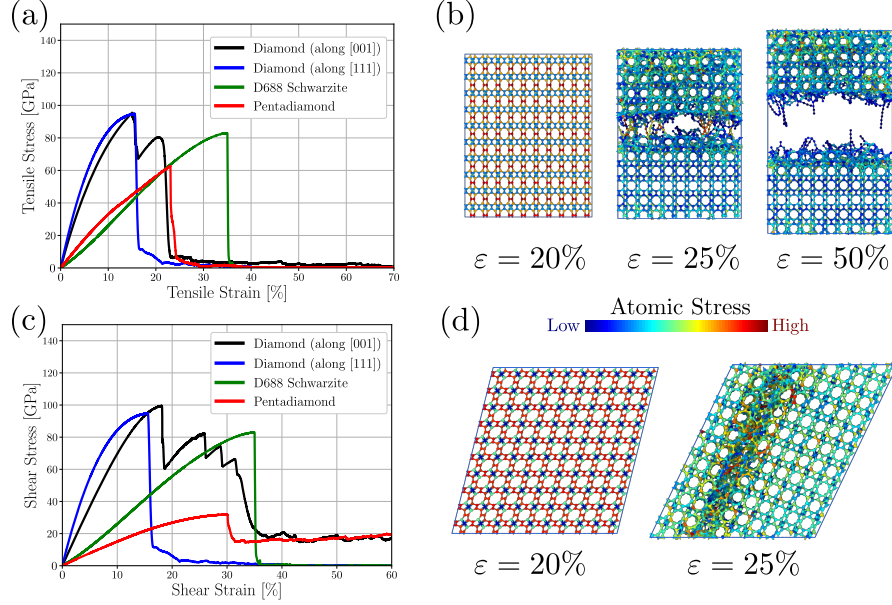 (a)
Tensile Stress [GPa]
140
120
100
80
60
40
20
0
0 10 20 30 40 50 60 70
Tensile Strain [%]
Diamond (along [001])
Diamond (along [111])
D688 Schwarzite
Pentadiamond
(b)
ε = 20%
ε = 25%
ε = 50%
(c)
Shear Stress [GPa]
140
120
100
80
60
40
20
0
0 10 20 30 40 50 60
Shear Strain [%]
Diamond (along [001])
Diamond (along [111])
D688 Schwarzite
Pentadiamond
(d)
Atomic Stress
Low High
ε = 20%
ε = 25%